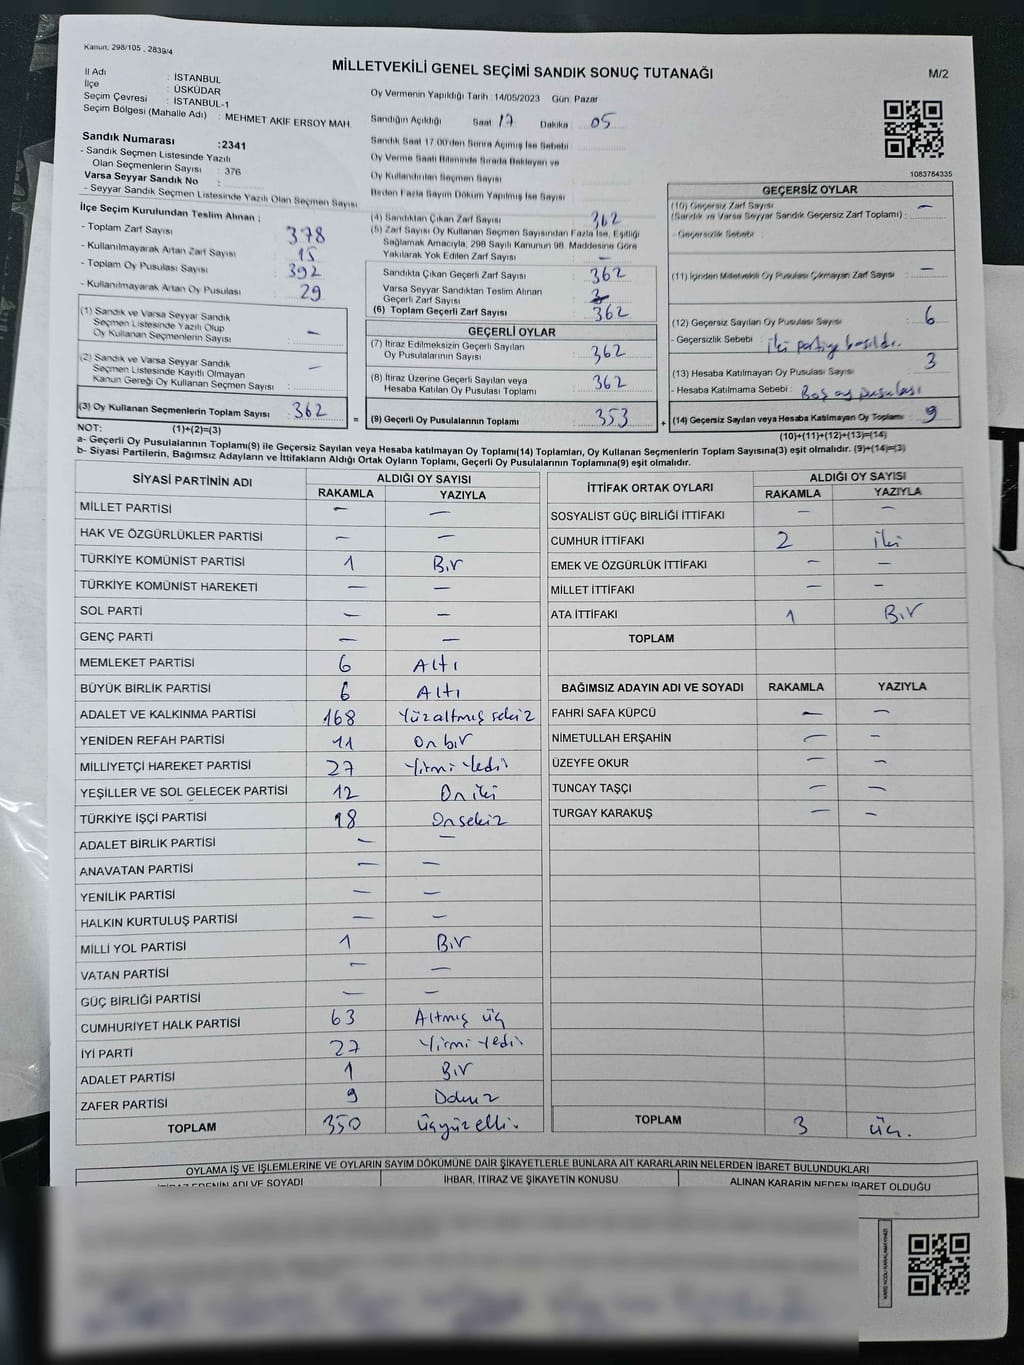 Kanun; 298/105 , 2839/4
MİLLETVEKİLİ GENEL SEÇİMİ SANDIK SONUÇ TUTANAĞI
M/2
İl Adı : İSTANBUL
İlçe : ÜSKÜDAR
Seçim Çevresi : İSTANBUL-1
Seçim Bölgesi (Mahalle Adı) : MEHMET AKİF ERSOY MAH.
Oy Vermenin Yapıldığı Tarih :14/05/2023 Gün: Pazar
Sandığın Açıldığı Saat 17 Dakika 05
Sandık Saat 17.00'den Sonra Açılmış İse Sebebi
Oy Verme Saati Bitiminde Sırada Bekleyen ve
Oy Kullandırılan Seçmen Sayısı
Birden Fazla Sayım Döküm Yapılmış İse Sayısı
1083784335
Sandık Numarası :2341
- Sandık Seçmen Listesinde Yazılı
Olan Seçmenlerin Sayısı : 376
Varsa Seyyar Sandık No :
- Seyyar Sandık Seçmen Listesinde Yazılı Olan Seçmen Sayısı
İlçe Seçim Kurulundan Teslim Alınan ;
- Toplam Zarf Sayısı 378
- Kullanılmayarak Artan Zarf Sayısı 15
- Toplam Oy Pusulası Sayısı 392
- Kullanılmayarak Artan Oy Pusulası 29
(1) Sandık ve Varsa Seyyar Sandık
Seçmen Listesinde Yazılı Olup
Oy Kullanan Seçmenlerin Sayısı : —
(2) Sandık ve Varsa Seyyar Sandık
Seçmen Listesinde Kayıtlı Olmayan
Kanun Gereği Oy Kullanan Seçmen Sayısı : —
(3) Oy Kullanan Seçmenlerin Toplam Sayısı : 362
(1)+(2)=(3)
(4) Sandıktan Çıkan Zarf Sayısı 362
(5) Zarf Sayısı Oy Kullanan Seçmen Sayısından Fazla İse, Eşitliği
Sağlamak Amacıyla, 298 Sayılı Kanunun 98. Maddesine Göre
Yakılarak Yok Edilen Zarf Sayısı : —
Sandıkta Çıkan Geçerli Zarf Sayısı : 362
Varsa Seyyar Sandıktan Teslim Alınan
Geçerli Zarf Sayısı :
(6) Toplam Geçerli Zarf Sayısı : 362
GEÇERLİ OYLAR
(7) İtiraz Edilmeksizin Geçerli Sayılan
Oy Pusulalarının Sayısı : 362
(8) İtiraz Üzerine Geçerli Sayılan veya
Hesaba Katılan Oy Pusulası Toplamı : 362
= (9) Geçerli Oy Pusulalarının Toplamı : 353
GEÇERSİZ OYLAR
(10) Geçersiz Zarf Sayısı
(Sandık ve Varsa Seyyar Sandık Geçersiz Zarf Toplamı) : —
- Geçersizlik Sebebi :
(11) İçinden Milletvekili Oy Pusulası Çıkmayan Zarf Sayısı : —
(12) Geçersiz Sayılan Oy Pusulası Sayısı : 6
- Geçersizlik Sebebi : iki partiye basıldı.
(13) Hesaba Katılmayan Oy Pusulası Sayısı : 3
- Hesaba Katılmama Sebebi : Boş oy pusulası
+ (14) Geçersiz Sayılan veya Hesaba Katılmayan Oy Toplamı : 9
(10)+(11)+(12)+(13)=(14)
NOT:
a- Geçerli Oy Pusulalarının Toplamı(9) ile Geçersiz Sayılan veya Hesaba katılmayan Oy Toplamı(14) Toplamları, Oy Kullanan Seçmenlerin Toplam Sayısına(3) eşit olmalıdır. (9)+(14)=(3)
b- Siyasi Partilerin, Bağımsız Adayların ve İttifakların Aldığı Ortak Oyların Toplamı, Geçerli Oy Pusulalarının Toplamına(9) eşit olmalıdır.
SİYASİ PARTİNİN ADI ALDIĞI OY SAYISI
RAKAMLA YAZIYLA
MİLLET PARTİSİ — —
HAK VE ÖZGÜRLÜKLER PARTİSİ — —
TÜRKİYE KOMÜNİST PARTİSİ 1 Bir
TÜRKİYE KOMÜNİST HAREKETİ — —
SOL PARTİ — —
GENÇ PARTİ — —
MEMLEKET PARTİSİ 6 Altı
BÜYÜK BİRLİK PARTİSİ 6 Altı
ADALET VE KALKINMA PARTİSİ 168 Yüzaltmış sekiz
YENİDEN REFAH PARTİSİ 11 On bir
MİLLİYETÇİ HAREKET PARTİSİ 27 Yirmi Yedi
YEŞİLLER VE SOL GELECEK PARTİSİ 12 On iki
TÜRKİYE İŞÇİ PARTİSİ 18 Onsekiz
ADALET BİRLİK PARTİSİ — —
ANAVATAN PARTİSİ — —
YENİLİK PARTİSİ — —
HALKIN KURTULUŞ PARTİSİ — —
MİLLİ YOL PARTİSİ 1 Bir
VATAN PARTİSİ — —
GÜÇ BİRLİĞİ PARTİSİ — —
CUMHURİYET HALK PARTİSİ 63 Altmış üç
İYİ PARTİ 27 Yirmi Yedi
ADALET PARTİSİ 1 Bir
ZAFER PARTİSİ 9 Dokuz
TOPLAM 350 üçyüzelli.
İTTİFAK ORTAK OYLARI ALDIĞI OY SAYISI
RAKAMLA YAZIYLA
SOSYALİST GÜÇ BİRLİĞİ İTTİFAKI — —
CUMHUR İTTİFAKI 2 iki
EMEK VE ÖZGÜRLÜK İTTİFAKI — —
MİLLET İTTİFAKI — —
ATA İTTİFAKI 1 Bir
TOPLAM
BAĞIMSIZ ADAYIN ADI VE SOYADI RAKAMLA YAZIYLA
FAHRİ SAFA KÜPCÜ — —
NİMETULLAH ERŞAHİN — —
ÜZEYFE OKUR — —
TUNCAY TAŞÇI — —
TURGAY KARAKUŞ — —
TOPLAM 3 üç.
OYLAMA İŞ VE İŞLEMLERİNE VE OYLARIN SAYIM DÖKÜMÜNE DAİR ŞİKAYETLERLE BUNLARA AİT KARARLARIN NELERDEN İBARET BULUNDUKLARI
İTİRAZ EDENİN ADI VE SOYADI İHBAR, İTİRAZ VE ŞİKAYETİN KONUSU ALINAN KARARIN NEDEN İBARET OLDUĞU
KARE KODU KARALAMAYINIZ!